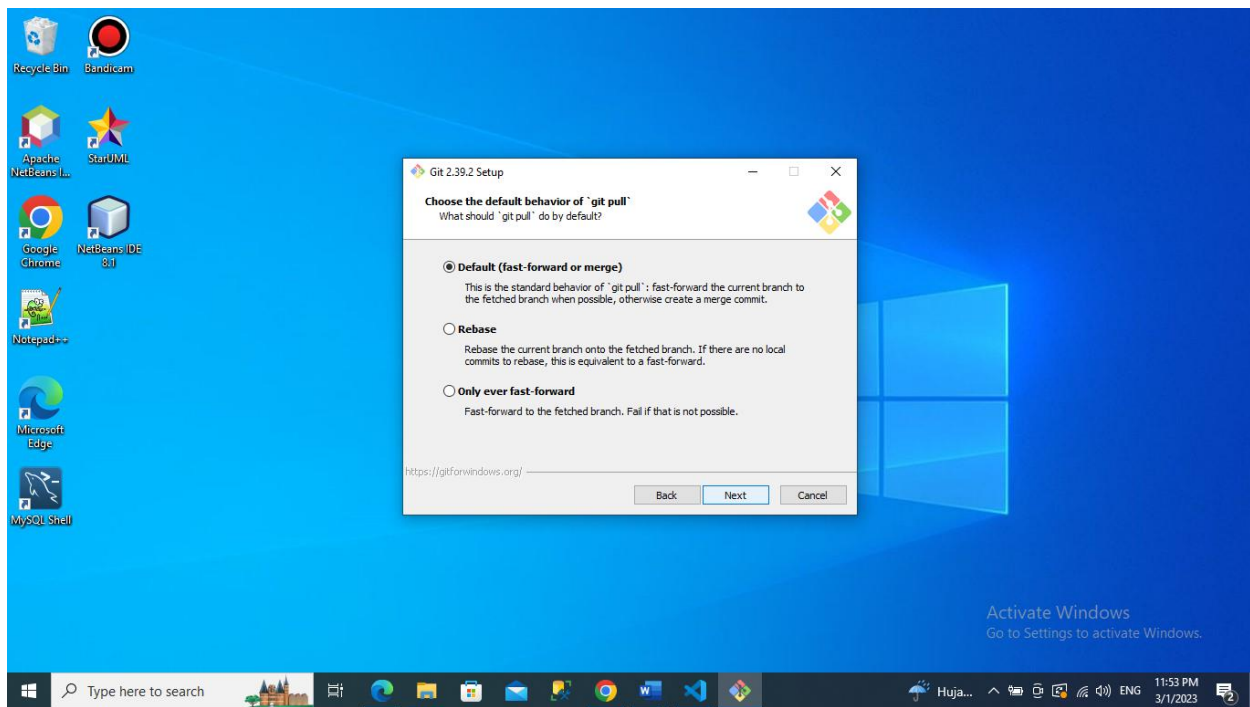 Recycle Bin
Bandicam
Apache
NetBeans I...
StarUML
Google
Chrome
NetBeans IDE
8.1
Notepad++
Microsoft
Edge
MySQL Shell
Git 2.39.2 Setup
Choose the default behavior of `git pull`
What should `git pull` do by default?
Default (fast-forward or merge)
This is the standard behavior of `git pull`: fast-forward the current branch to
the fetched branch when possible, otherwise create a merge commit.
Rebase
Rebase the current branch onto the fetched branch. If there are no local
commits to rebase, this is equivalent to a fast-forward.
Only ever fast-forward
Fast-forward to the fetched branch. Fail if that is not possible.
https://gitforwindows.org/
Back
Next
Cancel
Activate Windows
Go to Settings to activate Windows.
Type here to search
Huja...
ENG
11:53 PM
3/1/2023
2